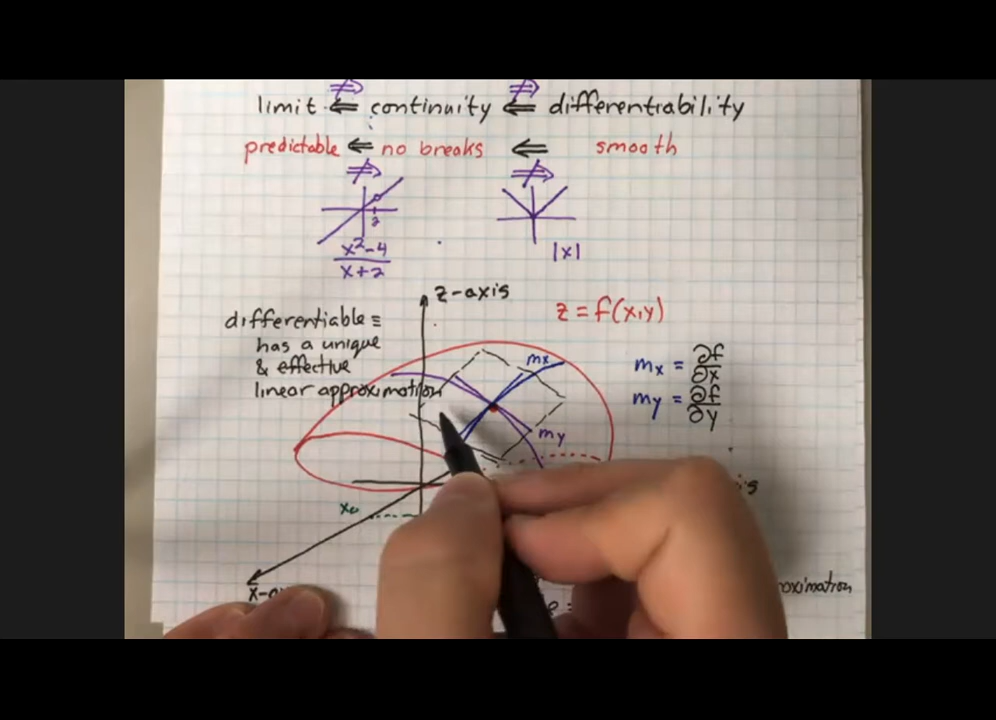 limit ⇐ continuity ⇐ differentiability
⇏ ⇏
predictable ⇐ no breaks ⇐ smooth
⇏ ⇏
2
x²-4
x+2
|x|
z-axis
z = f(x,y)
differentiable ≡
has a unique
& effective
linear approximation
mx
my
mx = ∂f/∂x
my = ∂f/∂y
x₀